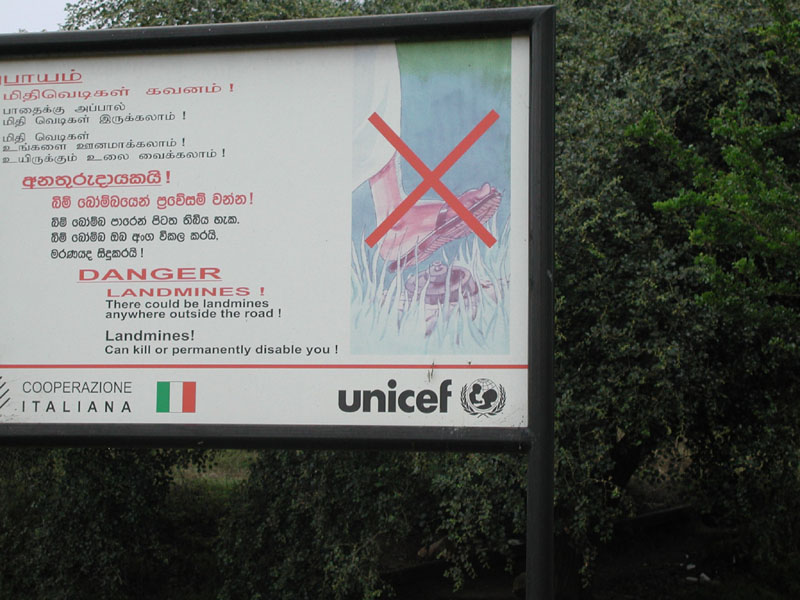 பாயம்
மிதிவெடிகள் கவனம் !
பாதைக்கு அப்பால்
மிதி வெடிகள் இருக்கலாம் !
மிதி வெடிகள்
உங்களை ஊனமாக்கலாம் !
உயிருக்கும் உலை வைக்கலாம் !
අනතුරුදායකයි !
බිම් බෝම්බයෙන් ප්‍රවේසම් වන්න !
බිම් බෝම්බ පාරෙන් පිටත තිබිය හැක.
බිම් බෝම්බ ඔබ අංග විකල කරයි,
මරණයද සිදුකරයි !
DANGER
LANDMINES !
There could be landmines
anywhere outside the road !
Landmines!
Can kill or permanently disable you !
COOPERAZIONE
ITALIANA
unicef